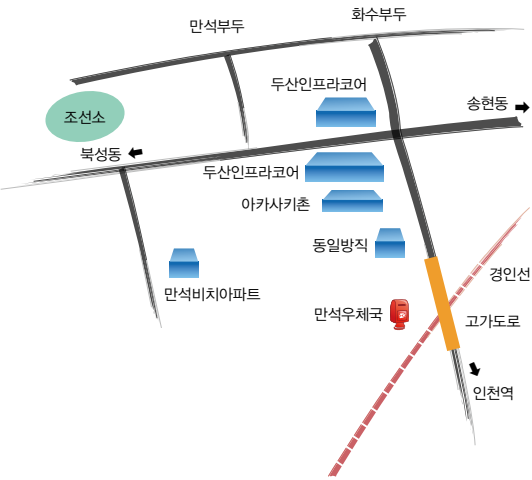 화수부두
만석부두
두산인프라코어
송현동
조선소
북성동
두산인프라코어
아카사키촌
동일방직
경인선
만석비치아파트
만석우체국
고가도로
인천역